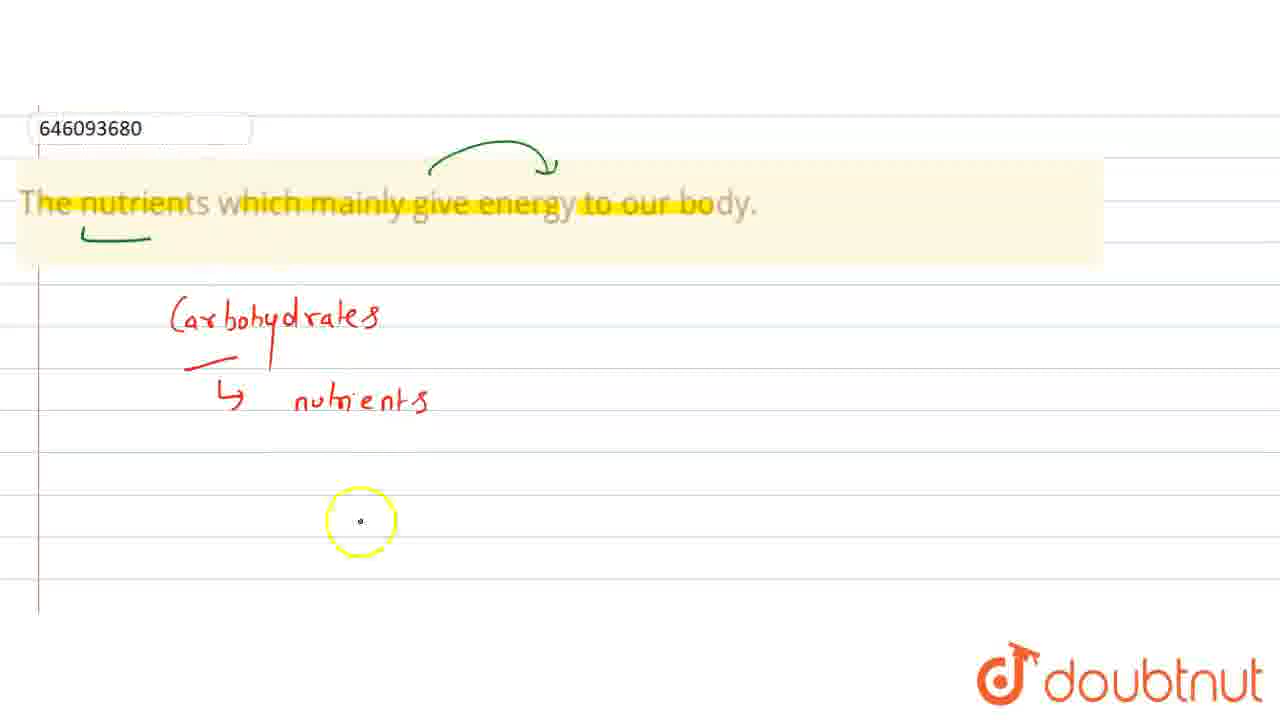 646093680
The nutrients which mainly give energy to our body.
Carbohydrates
↳ nutrients
doubtnut